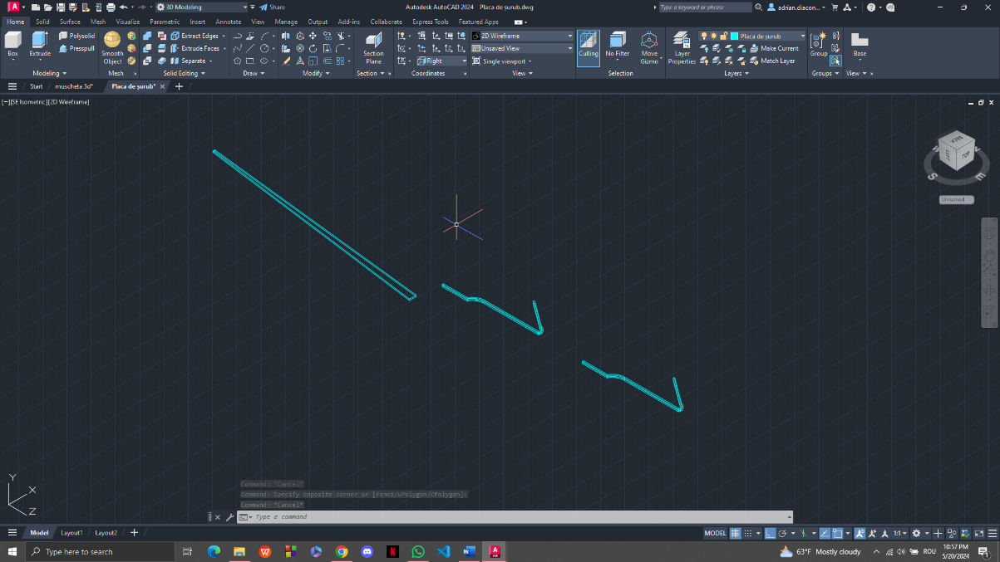 3D Modeling
Share
Autodesk AutoCAD 2024 Placa de șurub.dwg
Type a keyword or phrase
adrian.diacon...
Home Solid Surface Mesh Visualize Parametric Insert Annotate View Manage Output Add-ins Collaborate Express Tools Featured Apps
Box
Extrude
Polysolid
Presspull
Smooth Object
Extract Edges
Extrude Faces
Separate
Section Plane
Right
2D Wireframe
Unsaved View
Single viewport
Culling
No Filter
Move Gizmo
Layer Properties
Placa de șurub
Make Current
Match Layer
Group
Base
Modeling
Mesh
Solid Editing
Draw
Modify
Section
Coordinates
View
Selection
Layers
Groups
View
Start
muscheta 3d*
Placa de șurub*
[−][SE Isometric][2D Wireframe]
BACK
LEFT
TOP
S
E
Unnamed
Y
X
Z
Command: *Cancel*
Command: Specify opposite corner or [Fence/WPolygon/CPolygon]:
Command: *Cancel*
Type a command
Model Layout1 Layout2
MODEL
1:1
Type here to search
63°F Mostly cloudy
ROU
10:57 PM
5/20/2024